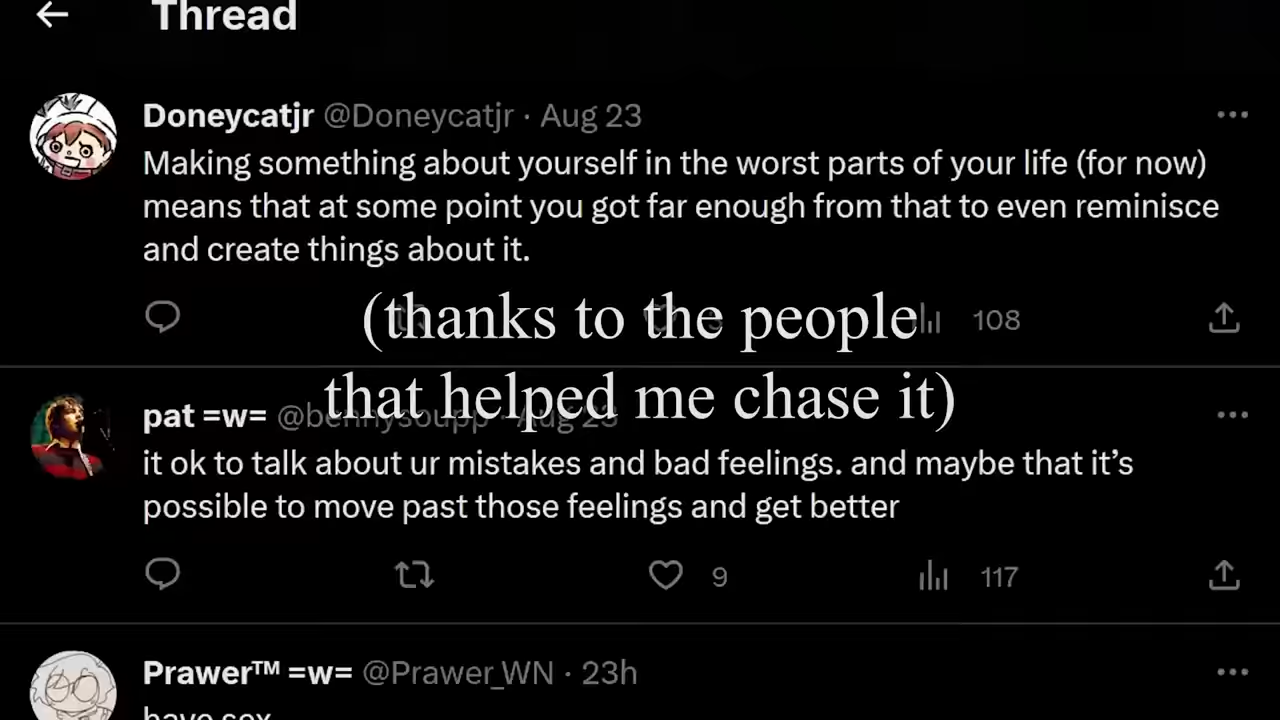 Thread
Doneycatjr @Doneycatjr · Aug 23
Making something about yourself in the worst parts of your life (for now)
means that at some point you got far enough from that to even reminisce
and create things about it.
(thanks to the people
108
that helped me chase it)
pat =w= @bennysoupp · Aug 23
it ok to talk about ur mistakes and bad feelings. and maybe that it’s
possible to move past those feelings and get better
9 117
Prawer™ =w= @Prawer_WN · 23h
have sex